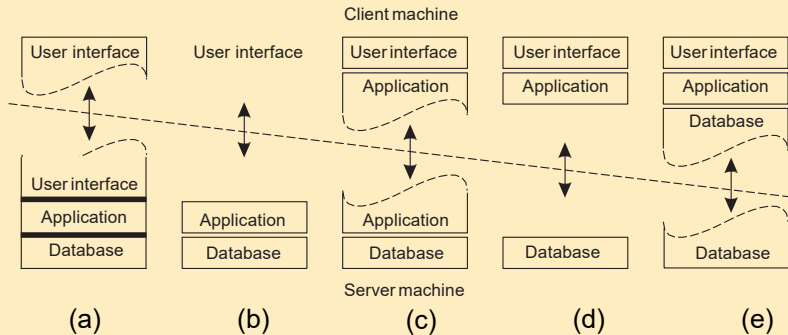 Client machine
User interface User interface User interface User interface User interface
Application Application Application
Database
User interface
Application Application Application
Database Database Database Database Database
Server machine
(a) (b) (c) (d) (e)